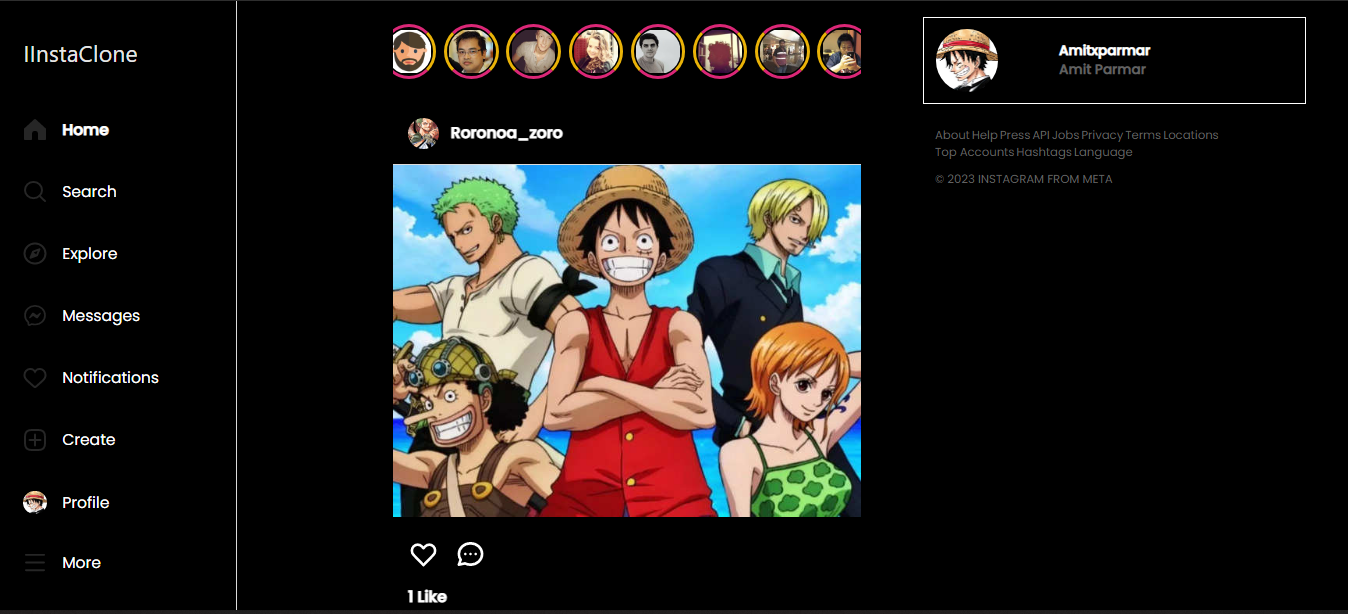 IInstaClone
Home
Search
Explore
Messages
Notifications
Create
Profile
More
Roronoa_zoro
1 Like
Amitxparmar
Amit Parmar
About Help Press API Jobs Privacy Terms Locations
Top Accounts Hashtags Language
© 2023 INSTAGRAM FROM META